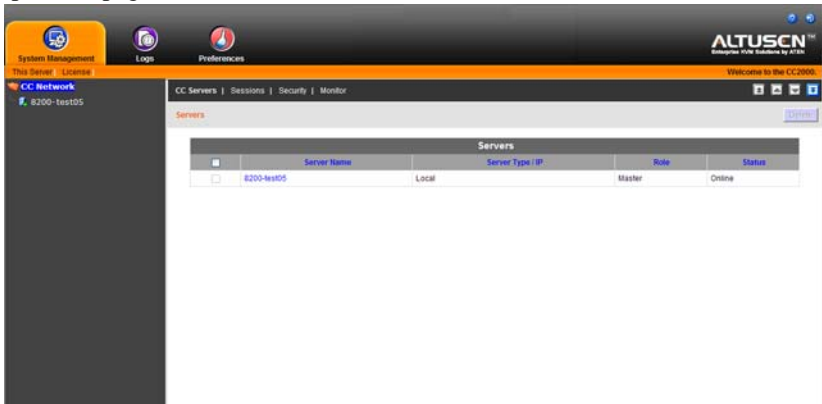 ALTUSEN™
Enterprise KVM Solutions by ATEN
System Management
Logs
Preferences
This Server | License |
Welcome to the CC2000.
CC Network
8200-test05
CC Servers | Sessions | Security | Monitor
Servers
Delete
Servers
Server Name Server Type / IP Role Status
8200-test05 Local Master Online